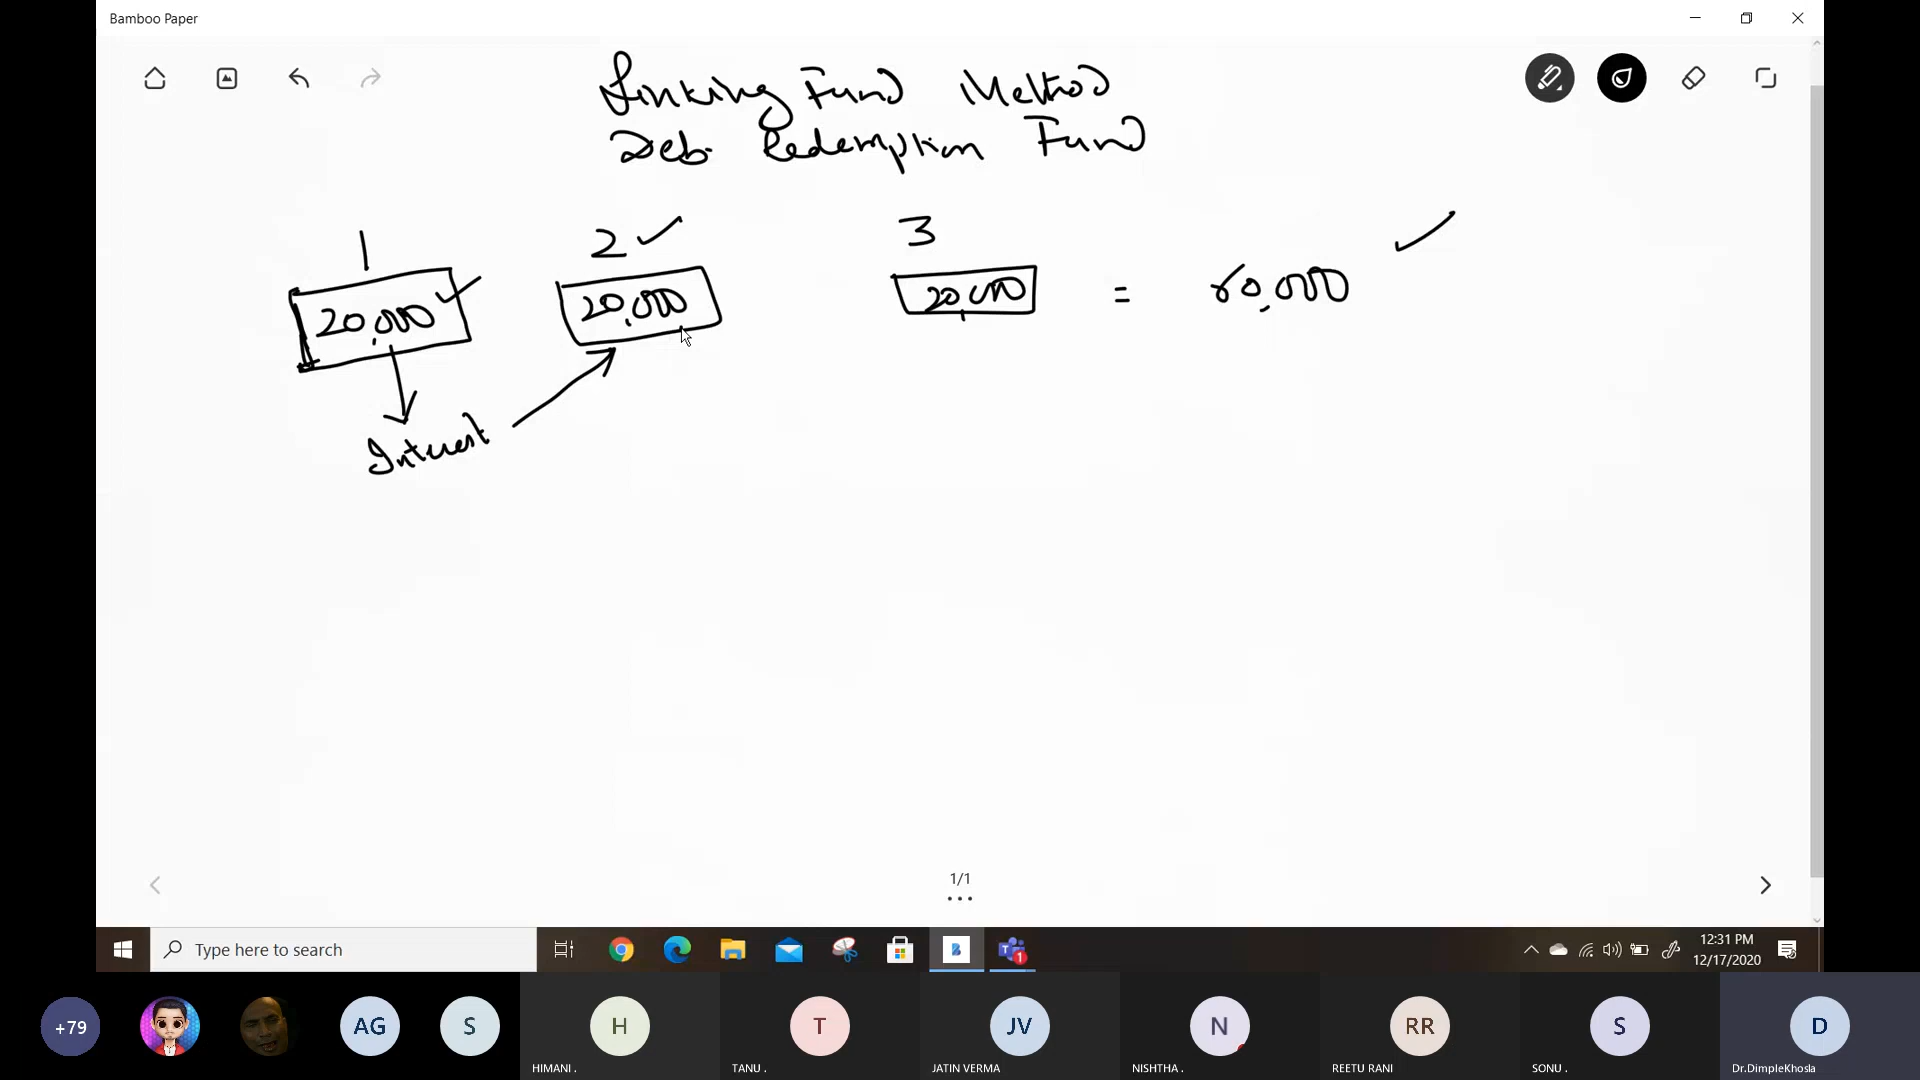 Bamboo Paper
Sinking Fund Method
Deb. Redemption Fund
1 2 3
20,000 20,000 20,000 = 60,000
Interest
1/1
Type here to search
12:31 PM
12/17/2020
+79 AG S H T JV N RR S D
HIMANI . TANU . JATIN VERMA NISHTHA . REETU RANI SONU . Dr.DimpleKhosla